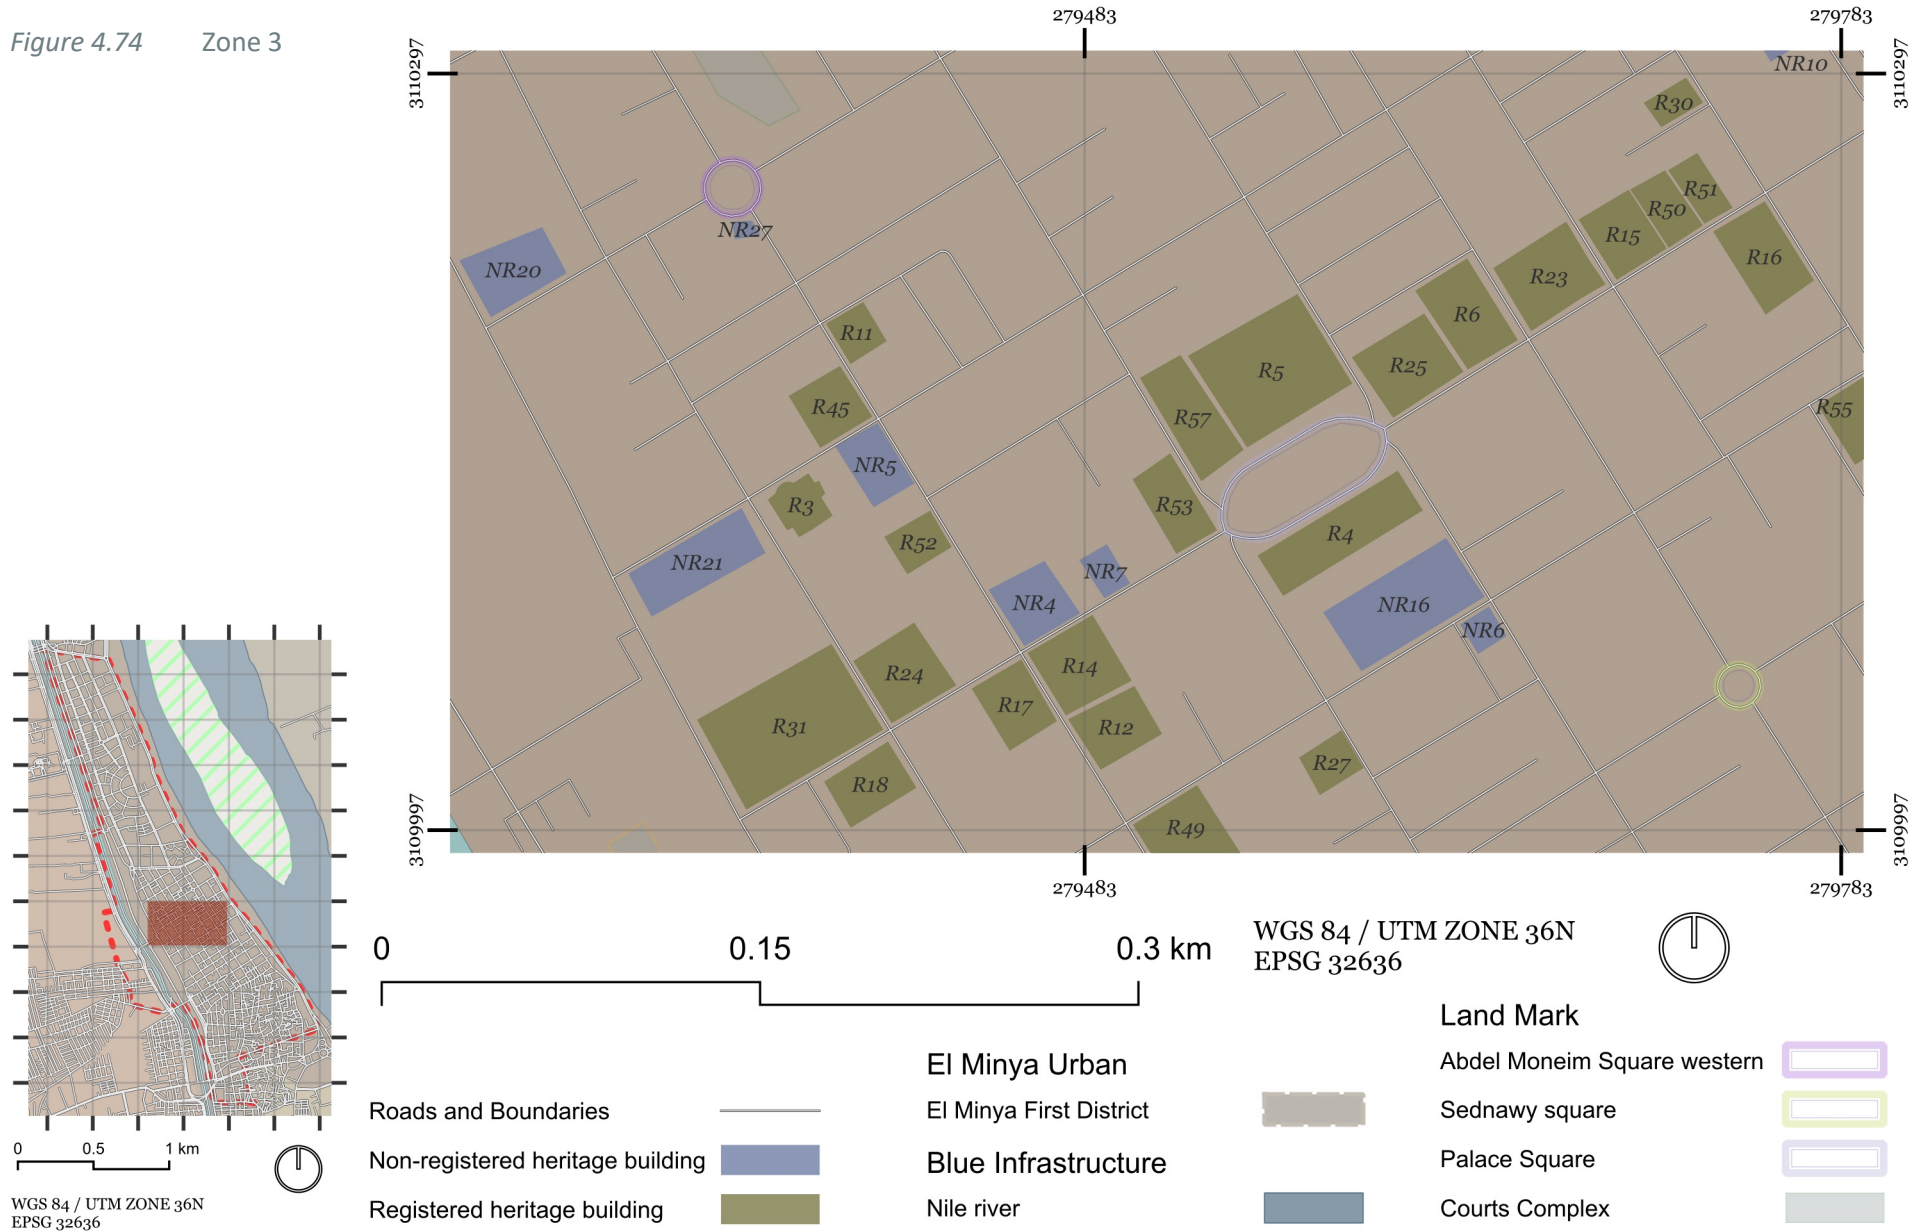 Figure 4.74 Zone 3
279483 279783
3110297 3110297
NR10
R30
R51
R50
R15
R16
NR27
NR20
R23
R6
R11
R5
R25
R45
R57
R55
NR5
R3
R53
R52
R4
NR21
NR7
NR4
NR16
NR6
R14
R24
R17
R31
R12
R27
R18
R49
3109997 3109997
279483 279783
0 0.15 0.3 km
WGS 84 / UTM ZONE 36N
EPSG 32636
Land Mark
El Minya Urban
Abdel Moneim Square western
Roads and Boundaries
El Minya First District
Sednawy square
Non-registered heritage building
Blue Infrastructure
Palace Square
Registered heritage building
Nile river
Courts Complex
0 0.5 1 km
WGS 84 / UTM ZONE 36N
EPSG 32636